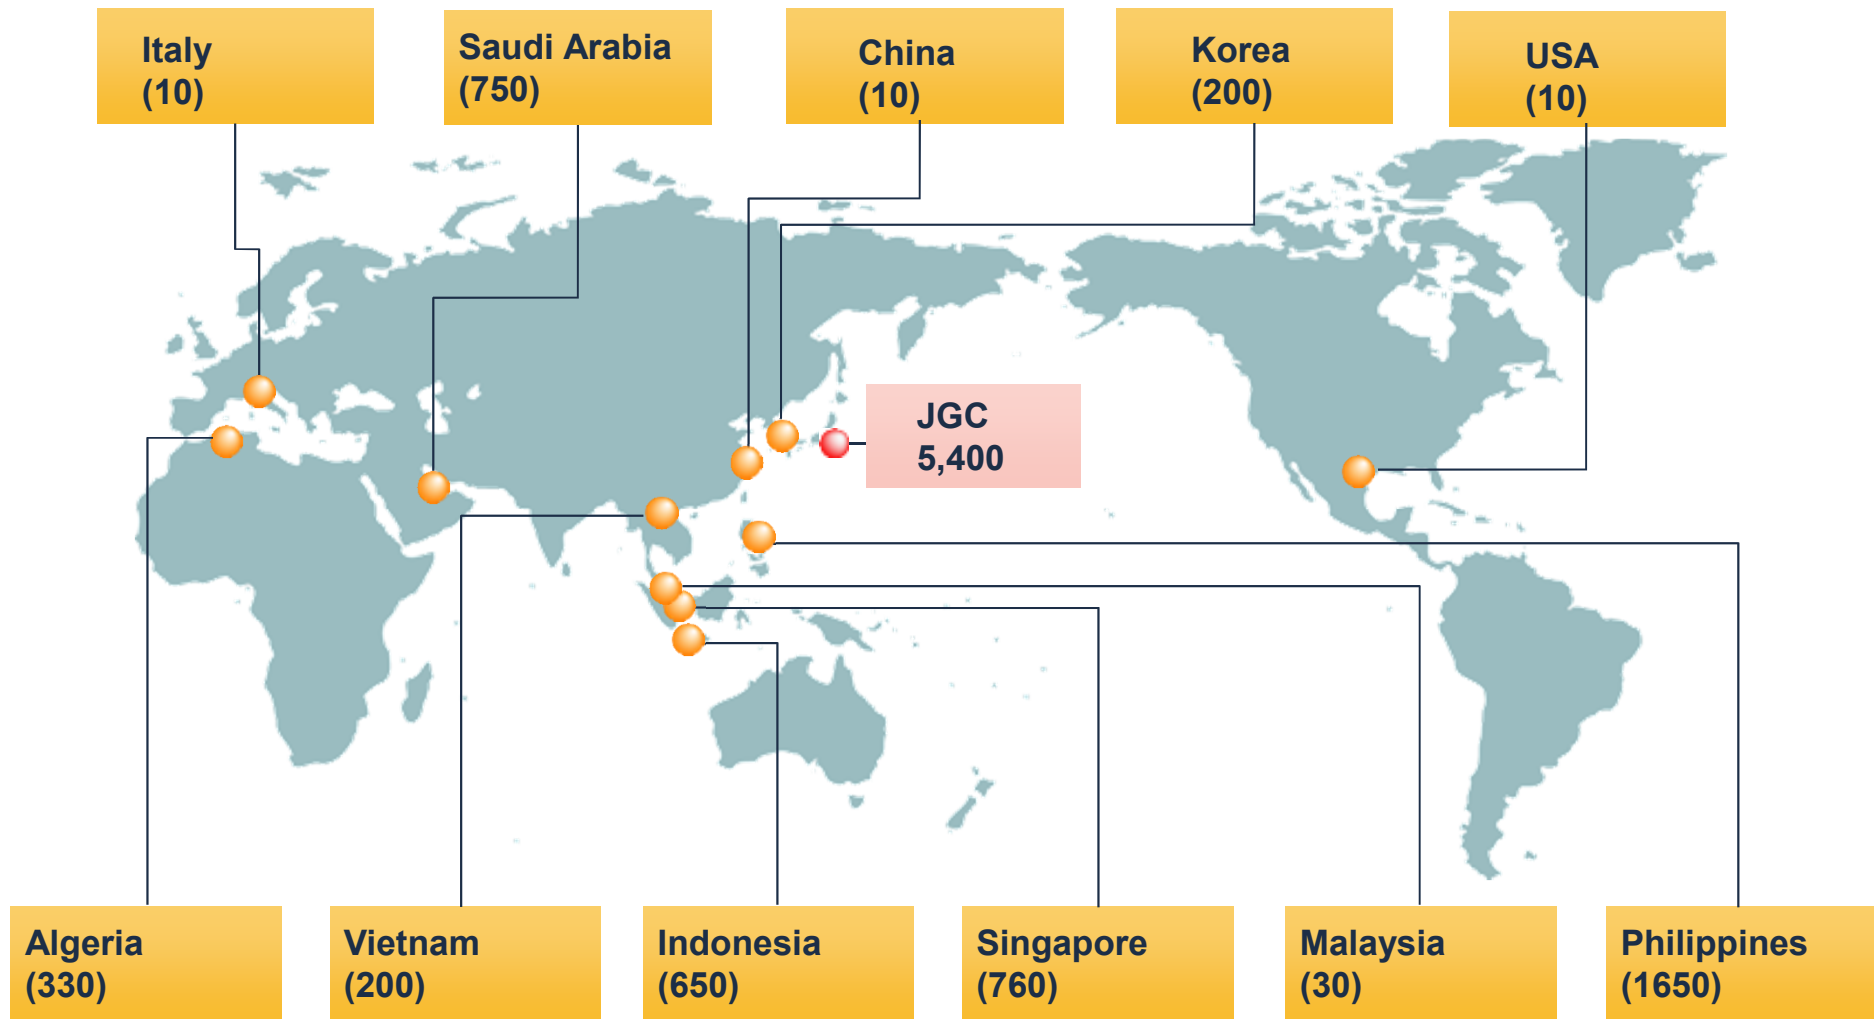 Italy
(10)
Saudi Arabia
(750)
China
(10)
Korea
(200)
USA
(10)
JGC
5,400
Algeria
(330)
Vietnam
(200)
Indonesia
(650)
Singapore
(760)
Malaysia
(30)
Philippines
(1650)